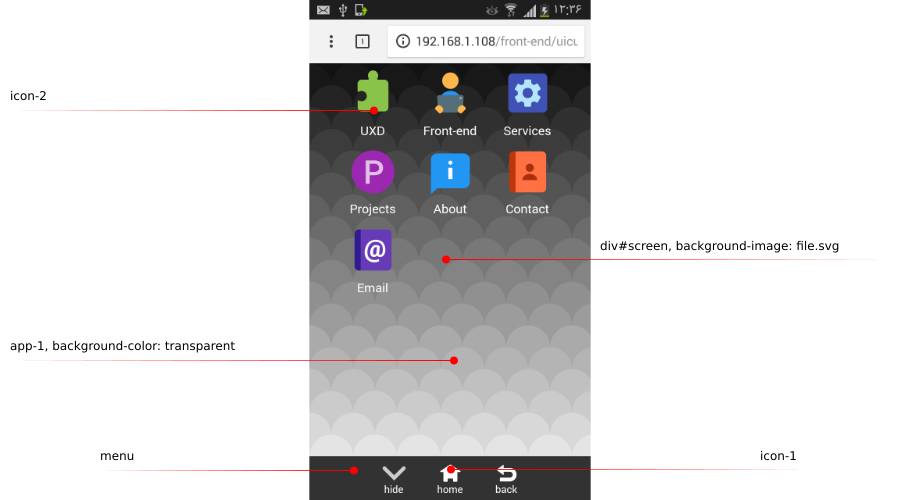 ۱۲:۳۶
192.168.1.108/front-end/uicu
icon-2
UXD Front-end Services
P
i
Projects About Contact
div#screen, background-image: file.svg
@
Email
app-1, background-color: transparent
menu
icon-1
hide home back